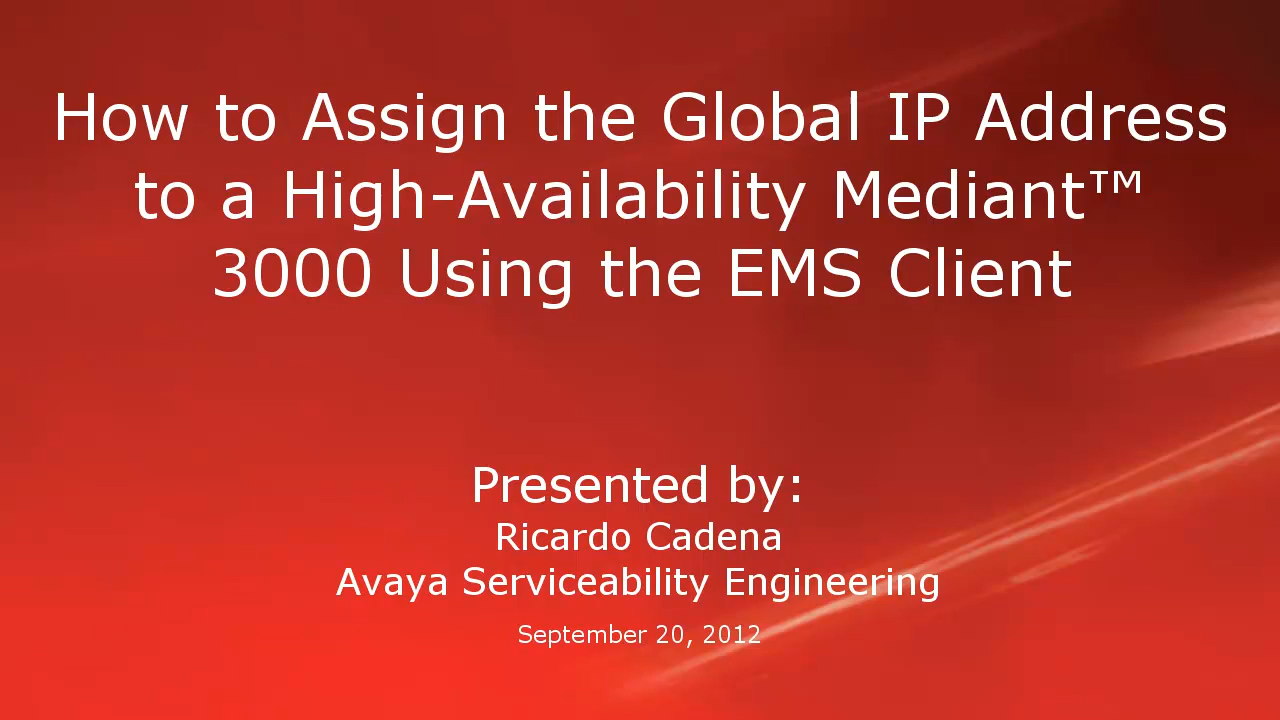 How to Assign the Global IP Address
to a High-Availability Mediant™
3000 Using the EMS Client
Presented by:
Ricardo Cadena
Avaya Serviceability Engineering
September 20, 2012